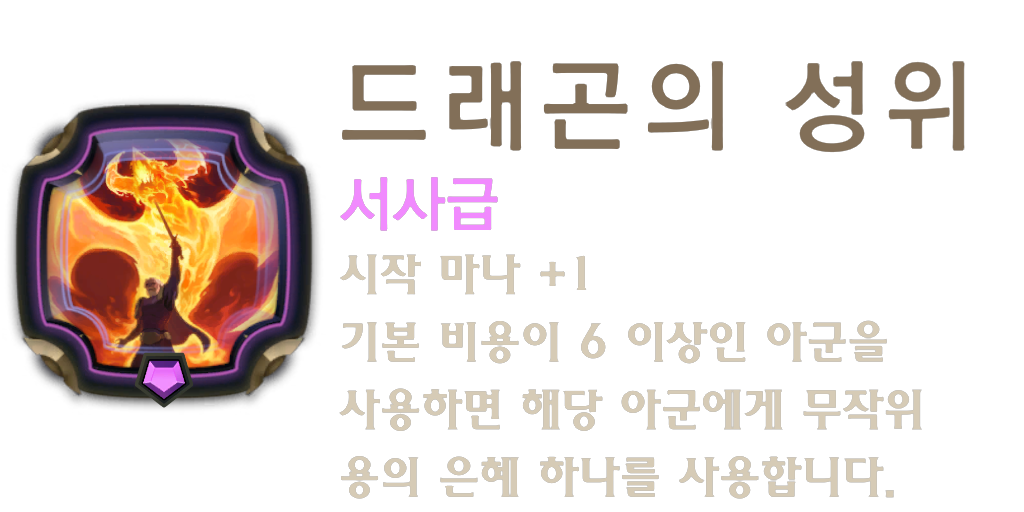 드래곤의 성위
서사급
시작 마나 +1
기본 비용이 6 이상인 아군을
사용하면 해당 아군에게 무작위
용의 은혜 하나를 사용합니다.